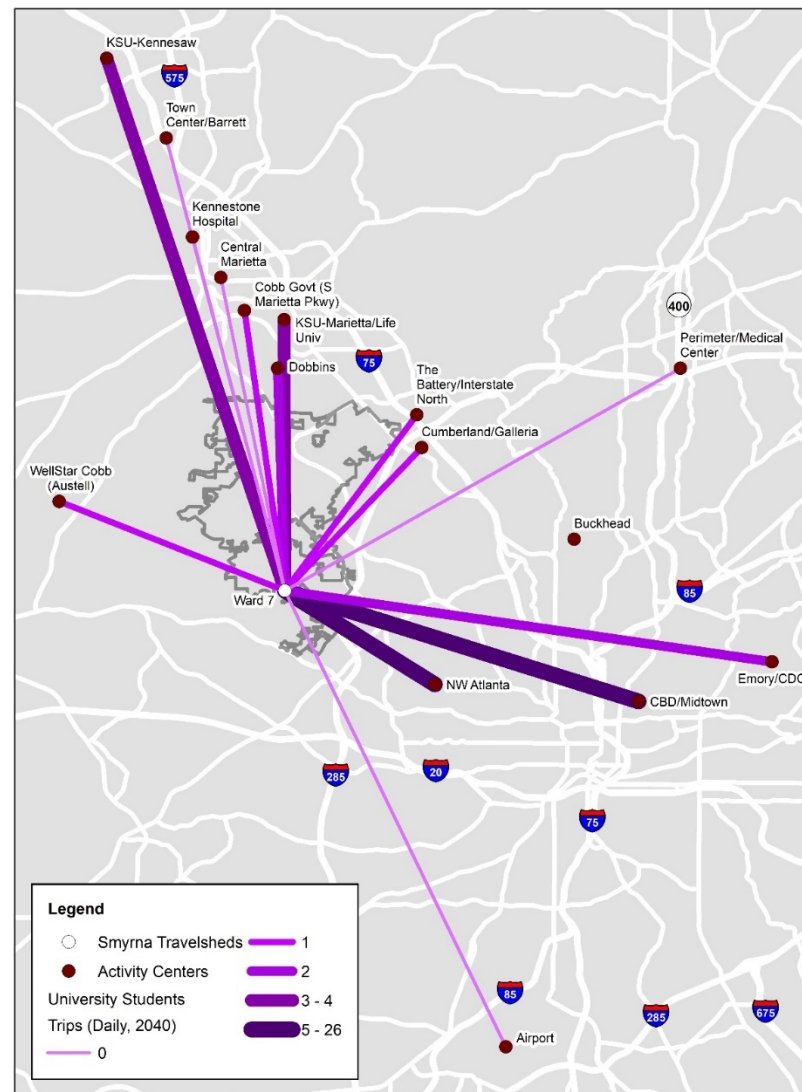 KSU-Kennesaw
575
Town
Center/Barrett
Kennestone
Hospital
Central
Marietta
Cobb Govt (S
Marietta Pkwy)
KSU-Marietta/Life
Univ
400
75
Dobbins
The
Battery/Interstate
North
Perimeter/Medical
Center
Cumberland/Galleria
WellStar Cobb
(Austell)
Buckhead
85
Ward 7
Emory/CDC
NW Atlanta
CBD/Midtown
285
20
75
Legend
Smyrna Travelsheds
Activity Centers
University Students
Trips (Daily, 2040)
0
1
2
3 - 4
5 - 26
85
285
675
Airport